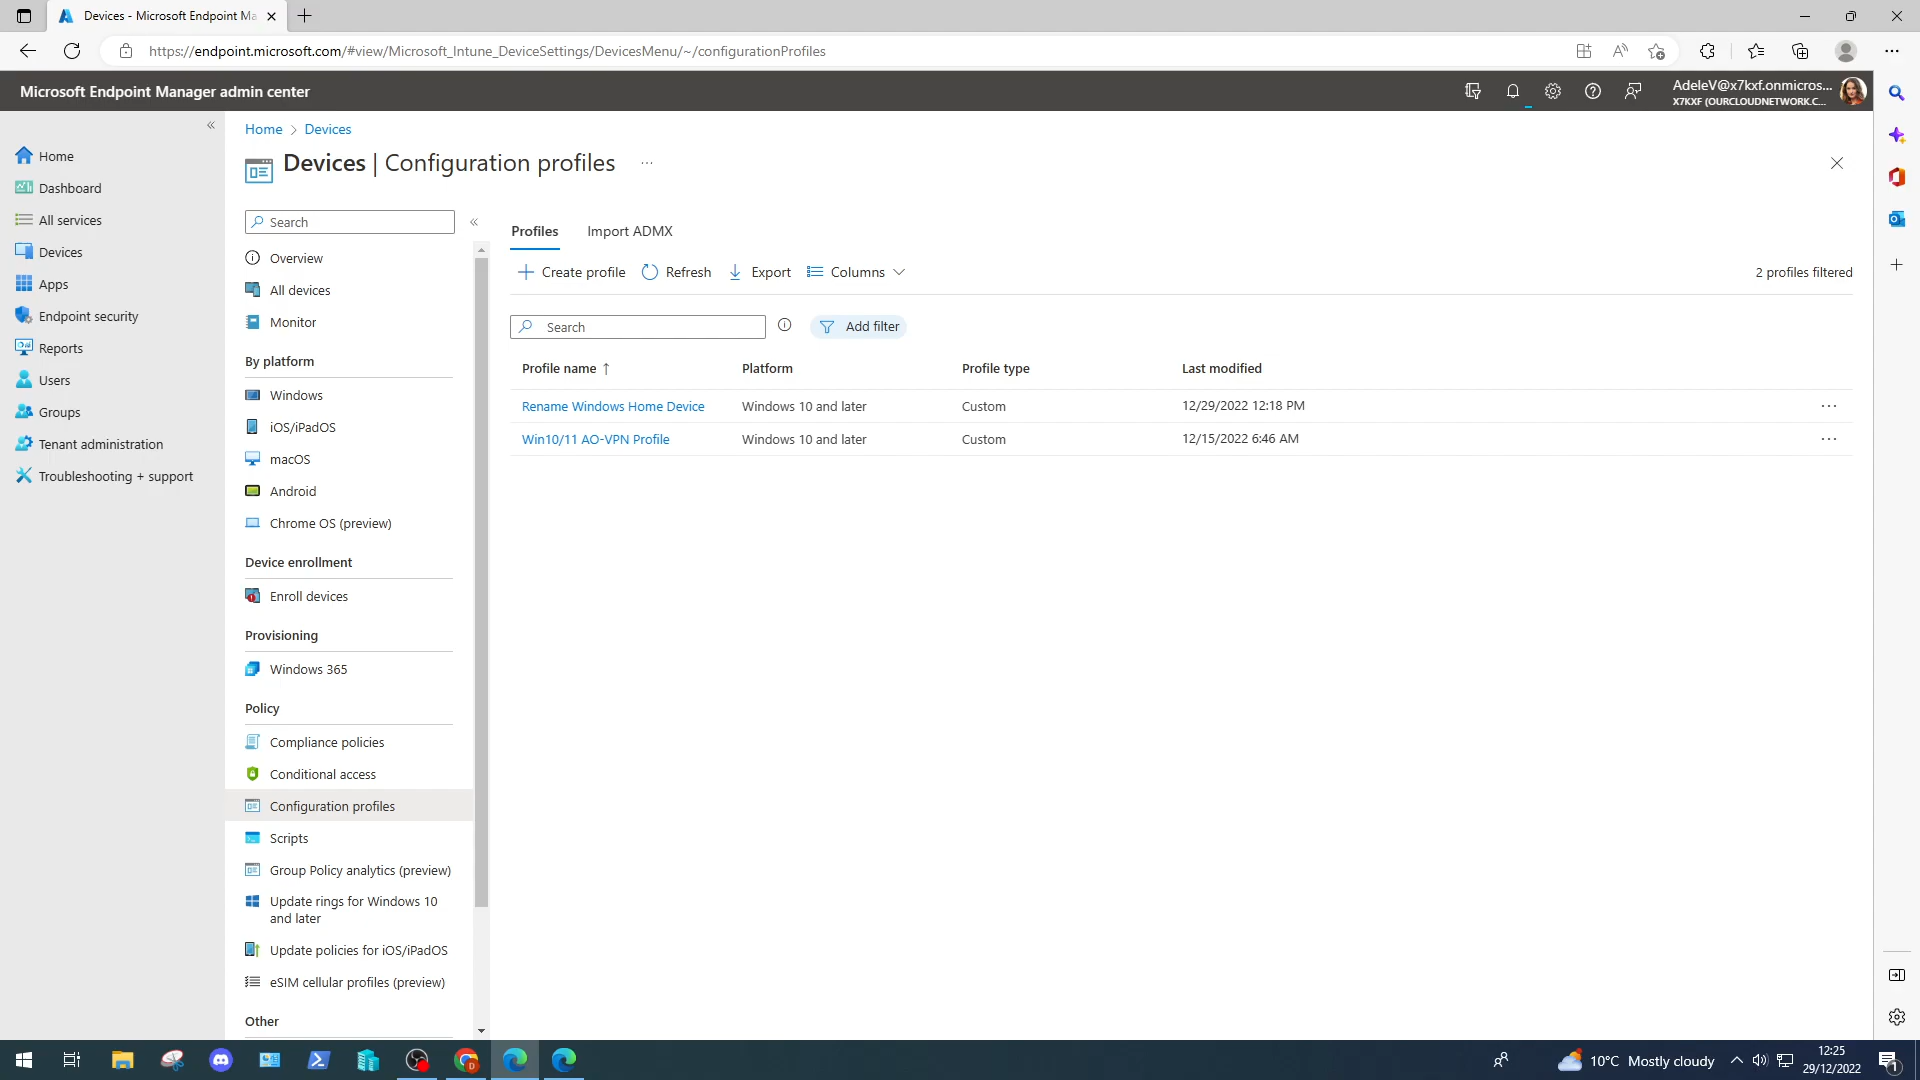 Devices - Microsoft Endpoint Ma
https://endpoint.microsoft.com/#view/Microsoft_Intune_DeviceSettings/DevicesMenu/~/configurationProfiles
Microsoft Endpoint Manager admin center
AdeleV@x7kxf.onmicros...
X7KXF (OURCLOUDNETWORK.C...
Home
Dashboard
All services
Devices
Apps
Endpoint security
Reports
Users
Groups
Tenant administration
Troubleshooting + support
Home > Devices
Devices | Configuration profiles ...
Search
Overview
All devices
Monitor
By platform
Windows
iOS/iPadOS
macOS
Android
Chrome OS (preview)
Device enrollment
Enroll devices
Provisioning
Windows 365
Policy
Compliance policies
Conditional access
Configuration profiles
Scripts
Group Policy analytics (preview)
Update rings for Windows 10
and later
Update policies for iOS/iPadOS
eSIM cellular profiles (preview)
Other
Profiles Import ADMX
Create profile Refresh Export Columns 2 profiles filtered
Search Add filter
Profile name ↑ Platform Profile type Last modified
Rename Windows Home Device Windows 10 and later Custom 12/29/2022 12:18 PM ...
Win10/11 AO-VPN Profile Windows 10 and later Custom 12/15/2022 6:46 AM ...
10°C Mostly cloudy
12:25
29/12/2022
1